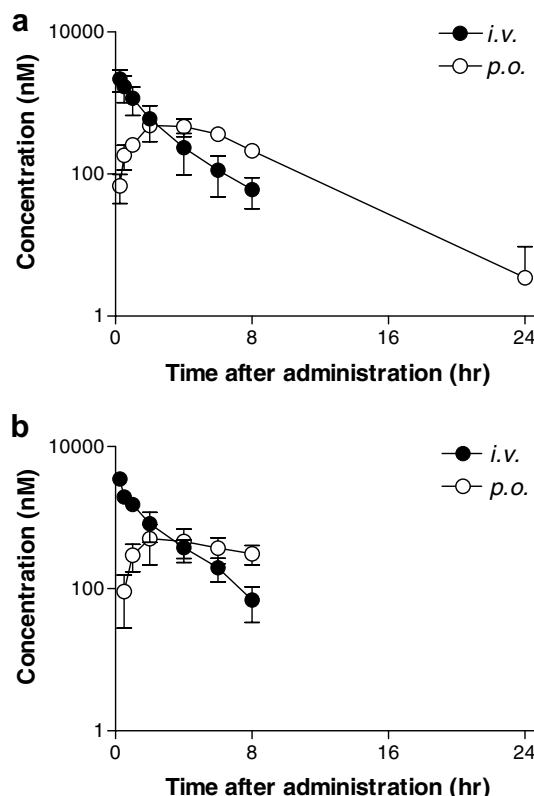 a
10000
100
1
Concentration (nM)
i.v.
p.o.
0 8 16 24
Time after administration (hr)
b
10000
100
1
Concentration (nM)
i.v.
p.o.
0 8 16 24
Time after administration (hr)